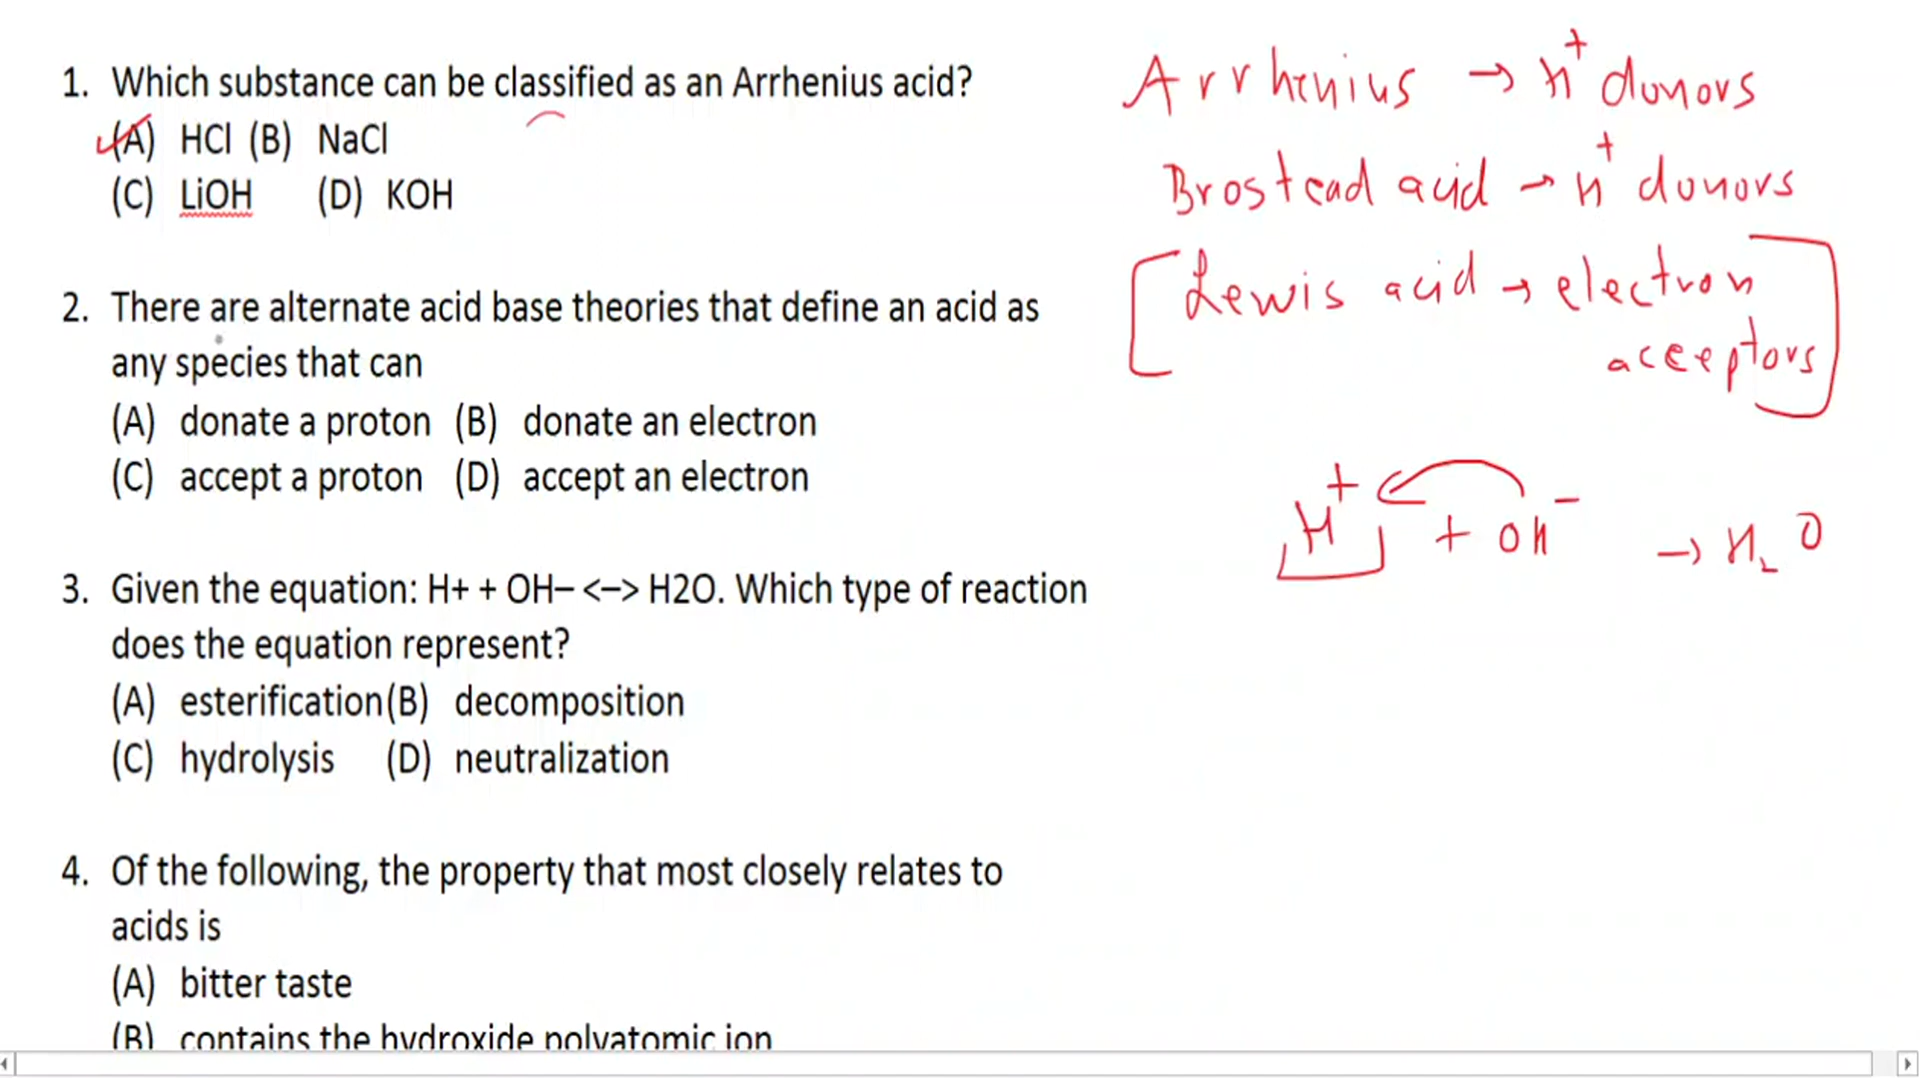 1. Which substance can be classified as an Arrhenius acid?
(A) HCl (B) NaCl
(C) LiOH (D) KOH
2. There are alternate acid base theories that define an acid as
any species that can
(A) donate a proton (B) donate an electron
(C) accept a proton (D) accept an electron
3. Given the equation: H+ + OH– <–> H2O. Which type of reaction
does the equation represent?
(A) esterification(B) decomposition
(C) hydrolysis (D) neutralization
4. Of the following, the property that most closely relates to
acids is
(A) bitter taste
(B) contains the hydroxide polyatomic ion
Arrhenius → H⁺ donors
Brostead acid → H⁺ donors
Lewis acid → electron
acceptors
H⁺ + OH⁻ → H₂O